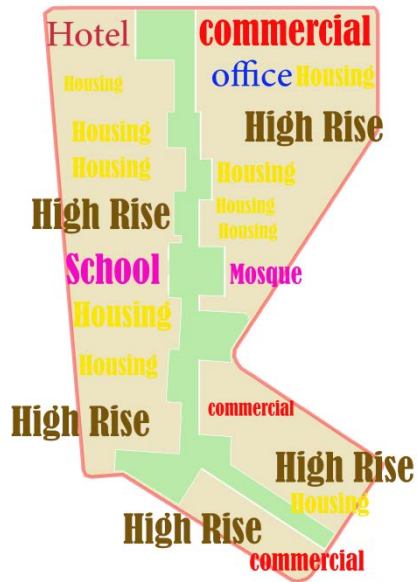 Hotel
commercial
office Housing
Housing
High Rise
Housing
Housing
Housing
High Rise
Housing
Housing
School
Mosque
Housing
Housing
commercial
High Rise
High Rise
Housing
High Rise
commercial